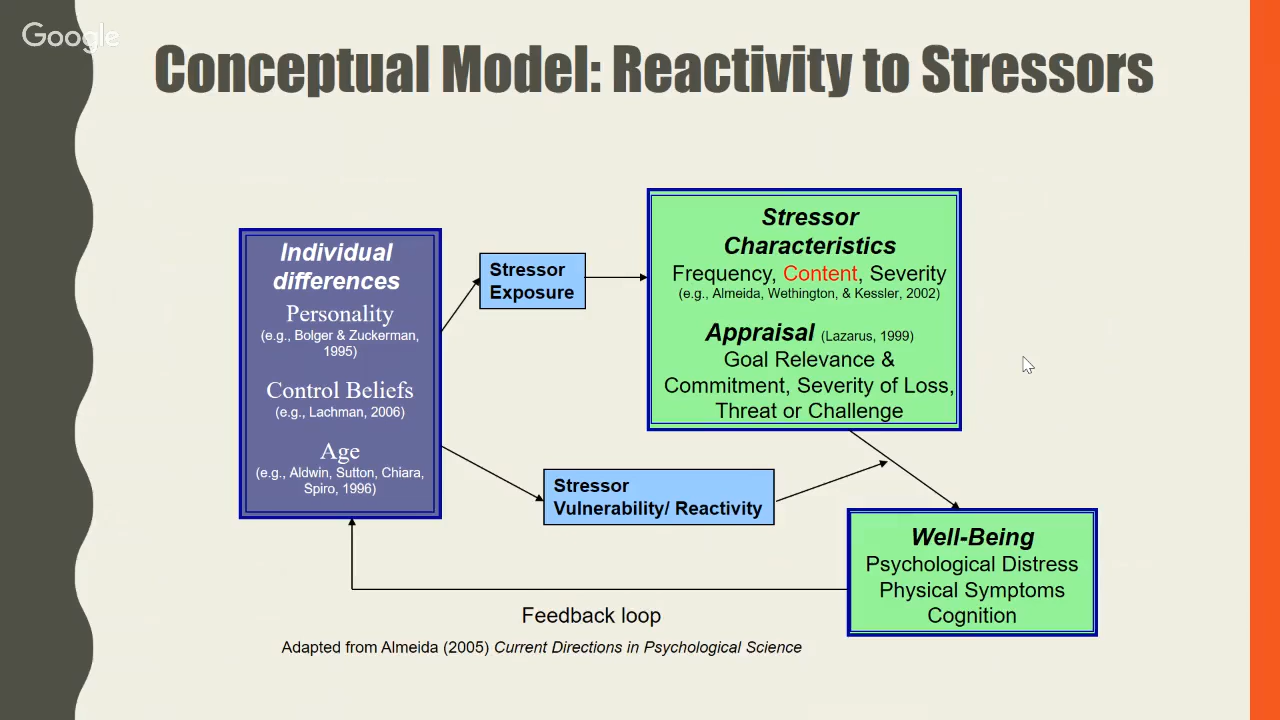 Google
Conceptual Model: Reactivity to Stressors
Individual
differences
Personality
(e.g., Bolger & Zuckerman,
1995)
Control Beliefs
(e.g., Lachman, 2006)
Age
(e.g., Aldwin, Sutton, Chiara,
Spiro, 1996)
Stressor
Exposure
Stressor
Characteristics
Frequency, Content, Severity
(e.g., Almeida, Wethington, & Kessler, 2002)
Appraisal (Lazarus, 1999)
Goal Relevance &
Commitment, Severity of Loss,
Threat or Challenge
Stressor
Vulnerability/ Reactivity
Well-Being
Psychological Distress
Physical Symptoms
Cognition
Feedback loop
Adapted from Almeida (2005) Current Directions in Psychological Science